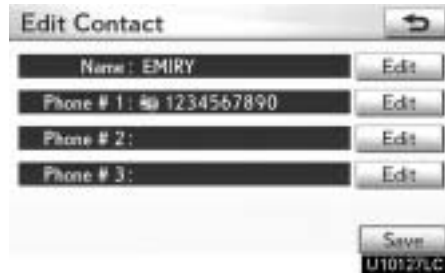 Edit Contact
Name: EMIRY Edit
Phone # 1: 1234567890 Edit
Phone # 2: Edit
Phone # 3: Edit
Save
U10127LC